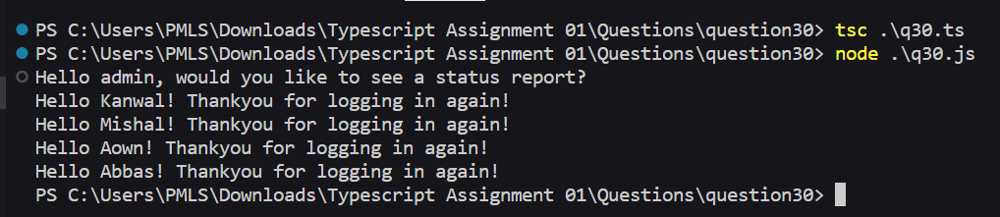 PS C:\Users\PMLS\Downloads\Typescript Assignment 01\Questions\question30> tsc .\q30.ts
PS C:\Users\PMLS\Downloads\Typescript Assignment 01\Questions\question30> node .\q30.js
Hello admin, would you like to see a status report?
Hello Kanwal! Thankyou for logging in again!
Hello Mishal! Thankyou for logging in again!
Hello Aown! Thankyou for logging in again!
Hello Abbas! Thankyou for logging in again!
PS C:\Users\PMLS\Downloads\Typescript Assignment 01\Questions\question30>